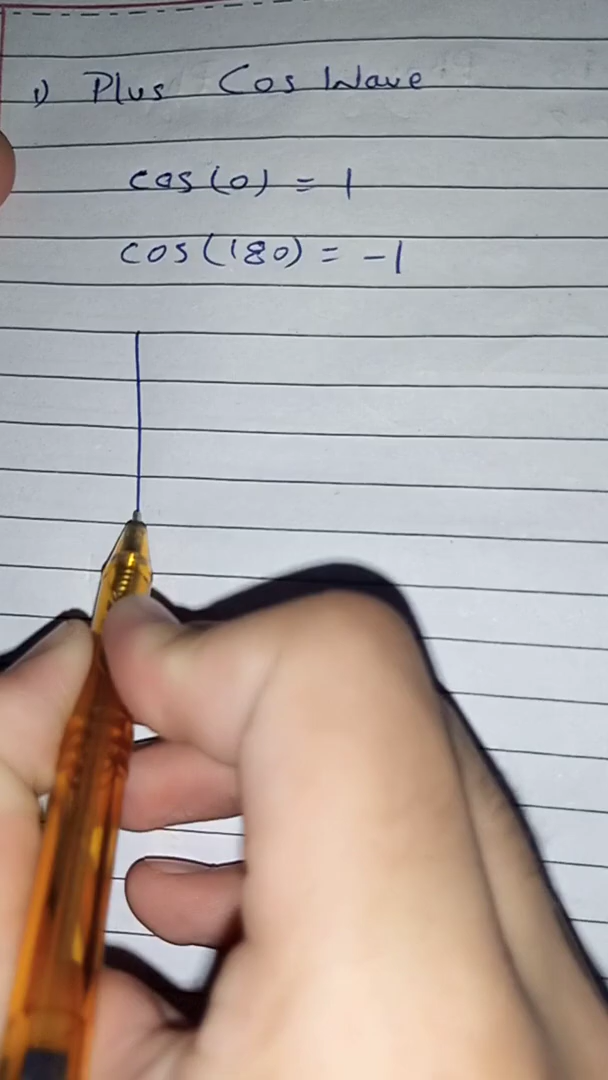 1) Plus Cos Wave
cos(0) = 1
cos(180) = -1